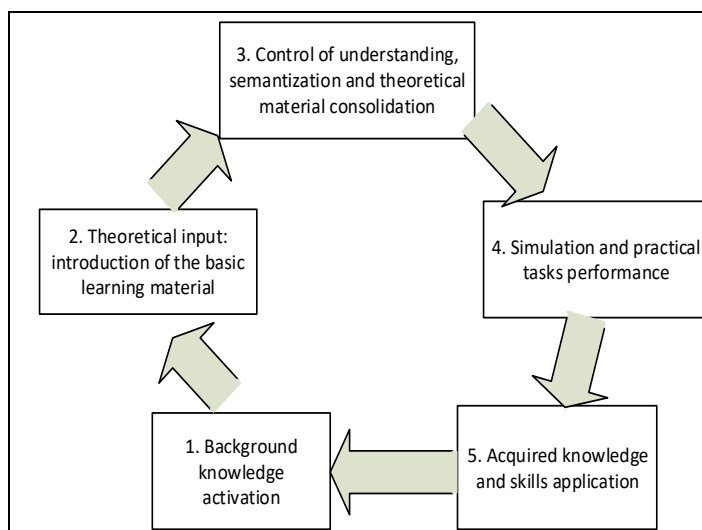 3. Control of understanding,
semantization and theoretical
material consolidation
2. Theoretical input:
introduction of the basic
learning material
4. Simulation and practical
tasks performance
1. Background
knowledge
activation
5. Acquired knowledge
and skills application